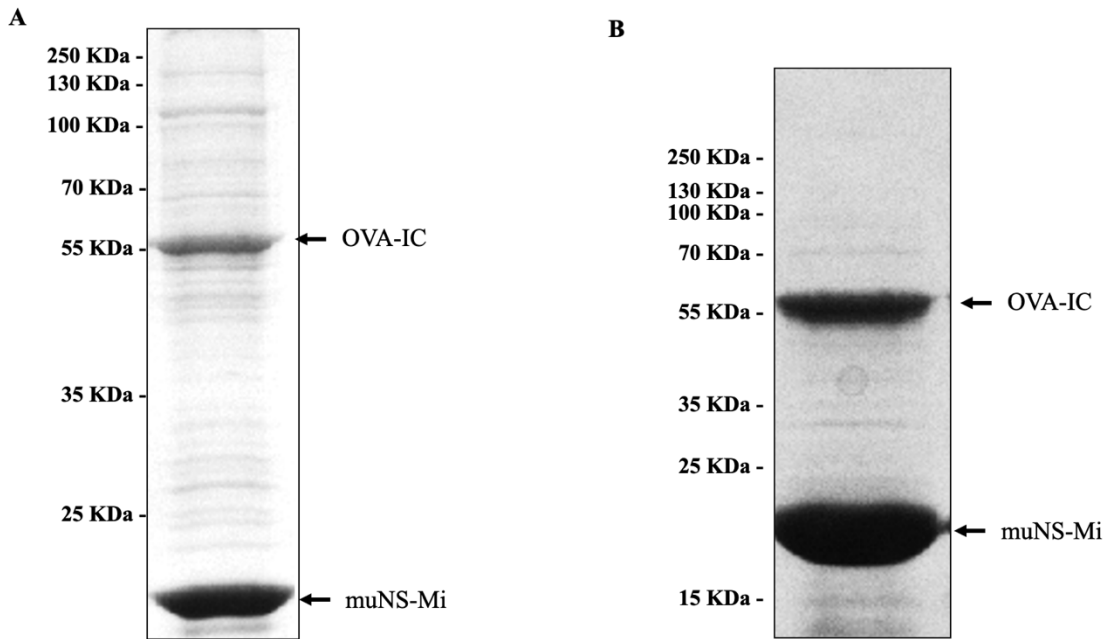 A
250 KDa -
130 KDa -
100 KDa -
70 KDa -
55 KDa -
OVA-IC
35 KDa -
25 KDa -
muNS-Mi
B
250 KDa -
130 KDa -
100 KDa -
70 KDa -
55 KDa -
OVA-IC
35 KDa -
25 KDa -
muNS-Mi
15 KDa -